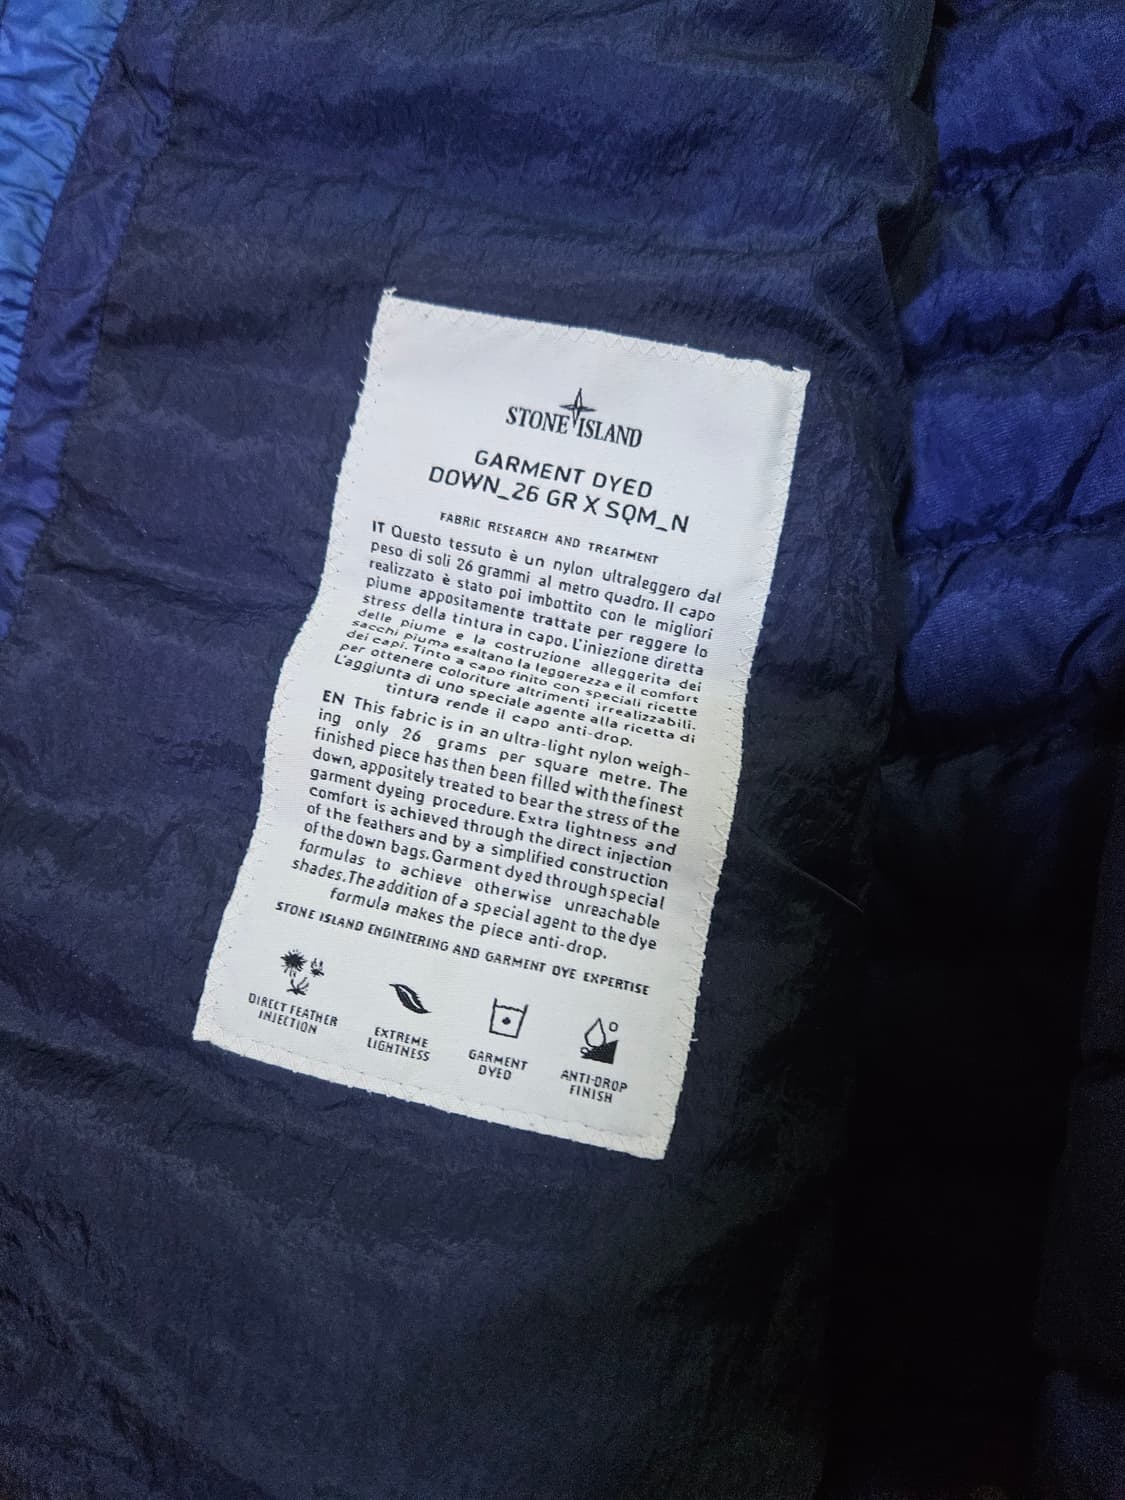 STONE ISLAND
GARMENT DYED
DOWN_26 GR X SQM_N
FABRIC RESEARCH AND TREATMENT
IT Questo tessuto è un nylon ultraleggero dal
peso di soli 26 grammi al metro quadro. Il capo
realizzato è stato poi imbottito con le migliori
piume appositamente trattate per reggere lo
stress della tintura in capo. L'iniezione diretta
delle piume e la costruzione alleggerita dei
sacchi piuma esaltano la leggerezza e il comfort
dei capi. Tinto a capo finito con speciali ricette
per ottenere coloriture altrimenti irrealizzabili.
L'aggiunta di uno speciale agente alla ricetta di
tintura rende il capo anti-drop.
EN This fabric is in an ultra-light nylon weigh-
ing only 26 grams per square metre. The
finished piece has then been filled with the finest
down, appositely treated to bear the stress of the
garment dyeing procedure. Extra lightness and
comfort is achieved through the direct injection
of the feathers and by a simplified construction
of the down bags. Garment dyed through special
formulas to achieve otherwise unreachable
shades. The addition of a special agent to the dye
formula makes the piece anti-drop.
STONE ISLAND ENGINEERING AND GARMENT DYE EXPERTISE
DIRECT FEATHER
INJECTION
EXTREME
LIGHTNESS
GARMENT
DYED
ANTI-DROP
FINISH